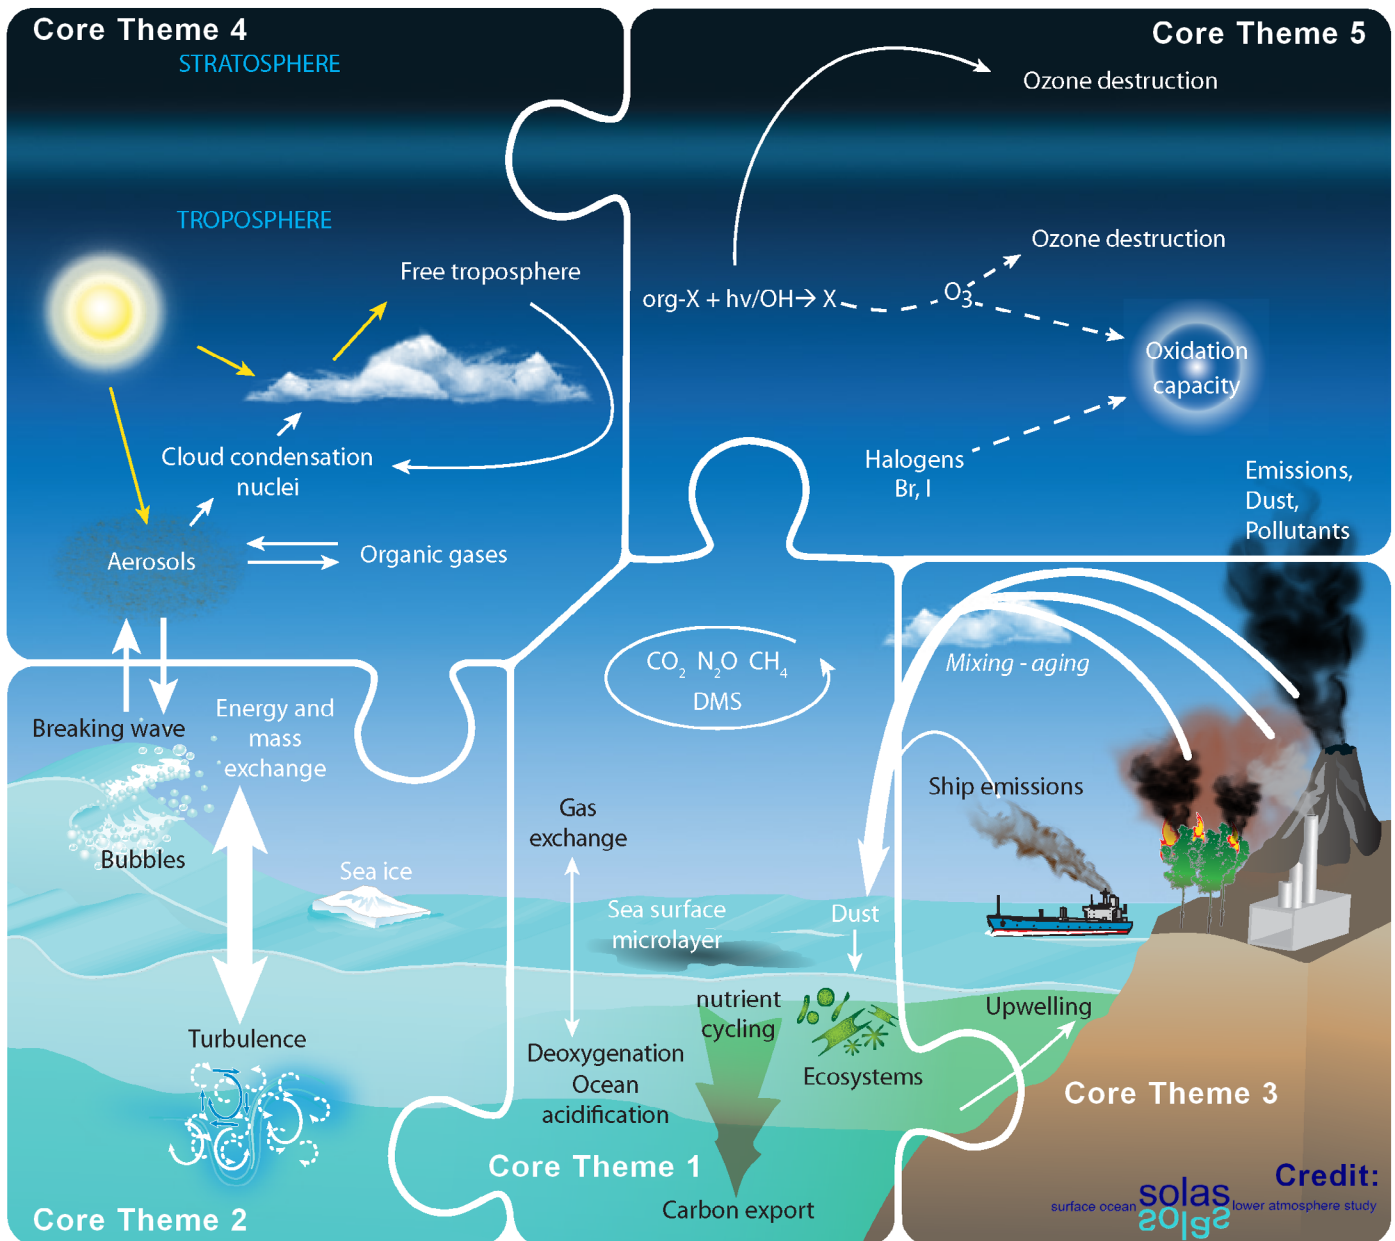 Core Theme 4
STRATOSPHERE
TROPOSPHERE
Free troposphere
Cloud condensation
nuclei
Aerosols
Organic gases
Core Theme 5
Ozone destruction
Ozone destruction
org-X + hv/OH→ X
O3
Oxidation
capacity
Halogens
Br, I
Emissions,
Dust,
Pollutants
Breaking wave
Bubbles
Energy and
mass
exchange
Sea ice
Turbulence
Core Theme 2
CO2 N2O CH4
DMS
Gas
exchange
Sea surface
microlayer
Dust
nutrient
cycling
Ecosystems
Deoxygenation
Ocean
acidification
Core Theme 1
Carbon export
Mixing - aging
Ship emissions
Upwelling
Core Theme 3
Credit:
surface ocean solas lower atmosphere study
solas